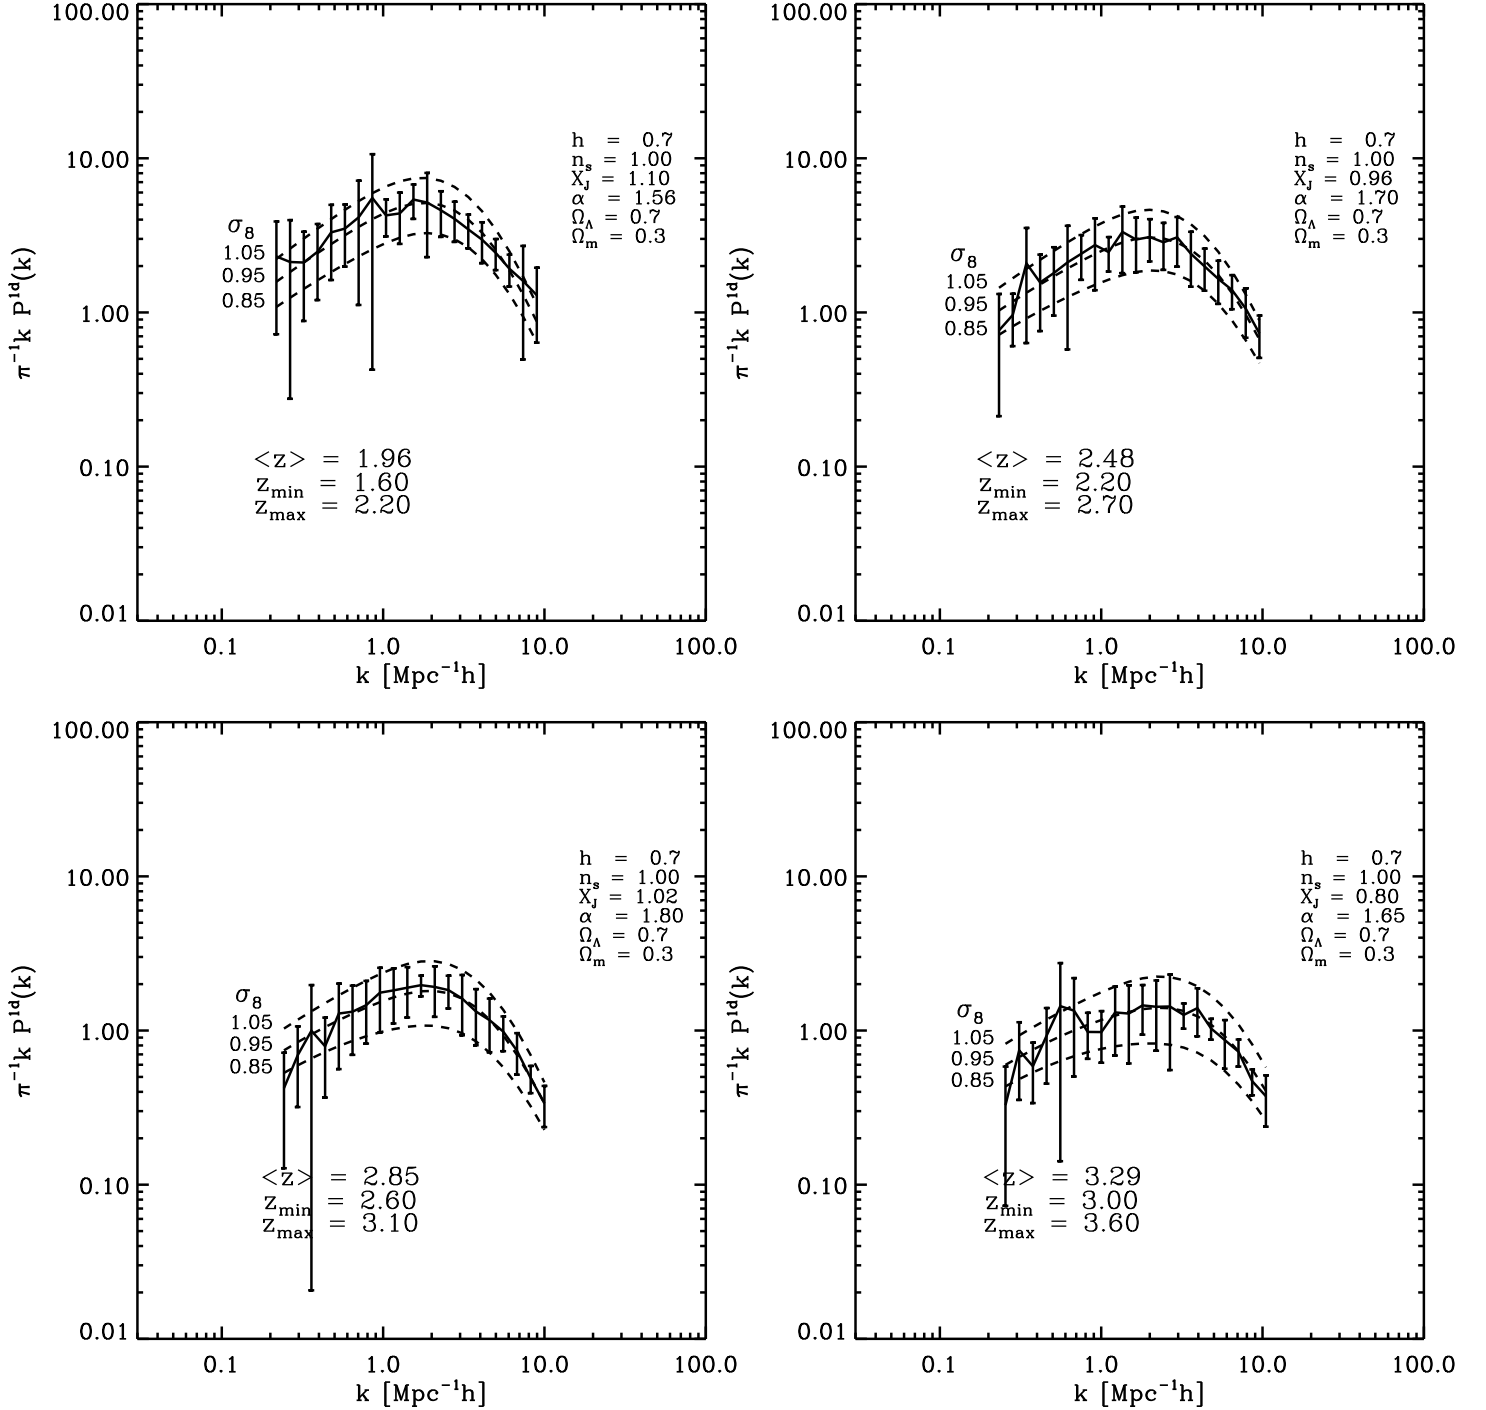 100.00
10.00
1.00
0.10
0.01
π⁻¹k P¹ᵈ(k)
h = 0.7
nₛ = 1.00
X_J = 1.10
α = 1.56
Ω_Λ = 0.7
Ω_m = 0.3
σ₈
1.05
0.95
0.85
<z> = 1.96
z_min = 1.60
z_max = 2.20
0.1 1.0 10.0 100.0
k [Mpc⁻¹h]
100.00
10.00
1.00
0.10
0.01
π⁻¹k P¹ᵈ(k)
h = 0.7
nₛ = 1.00
X_J = 0.96
α = 1.70
Ω_Λ = 0.7
Ω_m = 0.3
σ₈
1.05
0.95
0.85
<z> = 2.48
z_min = 2.20
z_max = 2.70
0.1 1.0 10.0 100.0
k [Mpc⁻¹h]
100.00
10.00
1.00
0.10
0.01
π⁻¹k P¹ᵈ(k)
h = 0.7
nₛ = 1.00
X_J = 1.02
α = 1.80
Ω_Λ = 0.7
Ω_m = 0.3
σ₈
1.05
0.95
0.85
<z> = 2.85
z_min = 2.60
z_max = 3.10
0.1 1.0 10.0 100.0
k [Mpc⁻¹h]
100.00
10.00
1.00
0.10
0.01
π⁻¹k P¹ᵈ(k)
h = 0.7
nₛ = 1.00
X_J = 0.80
α = 1.65
Ω_Λ = 0.7
Ω_m = 0.3
σ₈
1.05
0.95
0.85
<z> = 3.29
z_min = 3.00
z_max = 3.60
0.1 1.0 10.0 100.0
k [Mpc⁻¹h]